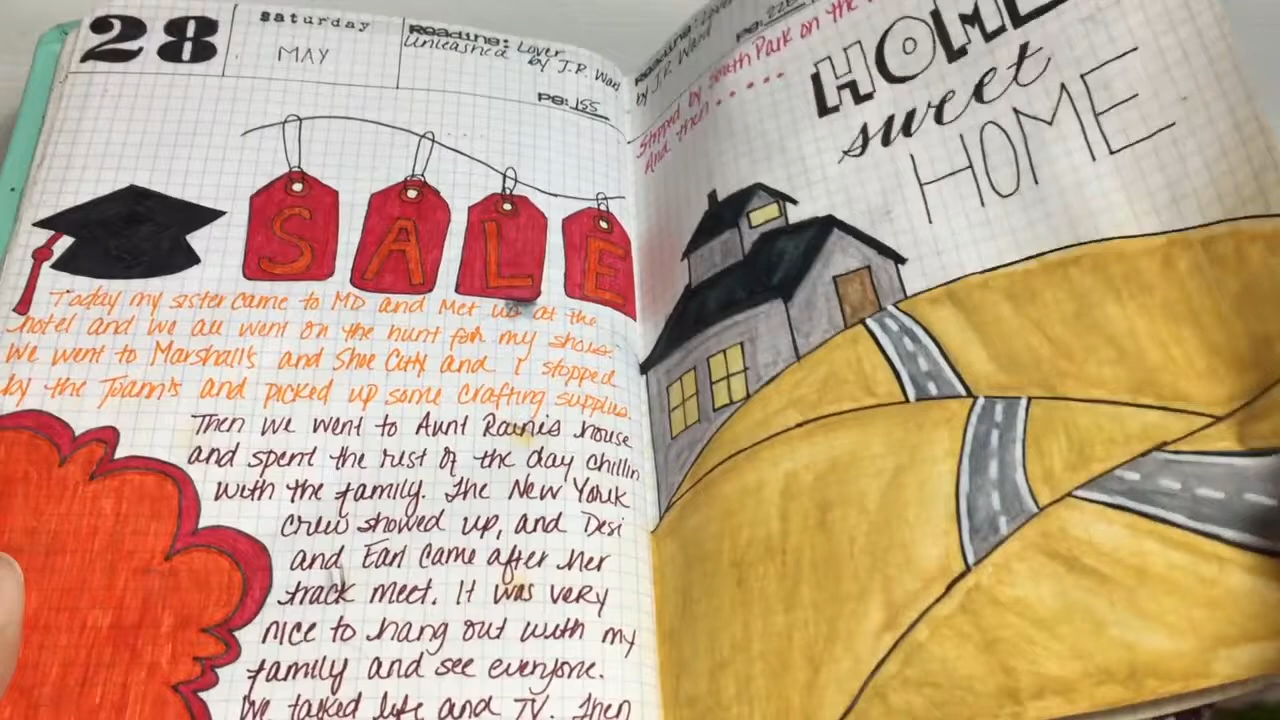 28
saturday
MAY
Reading: Lover
Unleashed by J.R. Ward
pg: 155
SALE
Today my sister came to MD and Met us at the
hotel and we all went on the hunt for my shoes.
We went to Marshall's and Shoe City and I stopped
by the Joann's and picked up some crafting supplies.
Then we went to Aunt Raine's house
and spent the rest of the day chillin
with the family. The New York
crew showed up, and Desi
and Earl came after her
track meet. It was very
nice to hang out with my
family and see everyone.
We talked life and TV. Then
Reading: Lover
by J.R. Ward
pg:
Stopped by South Park on the
And then • • • • •
HOME
sweet
HOME